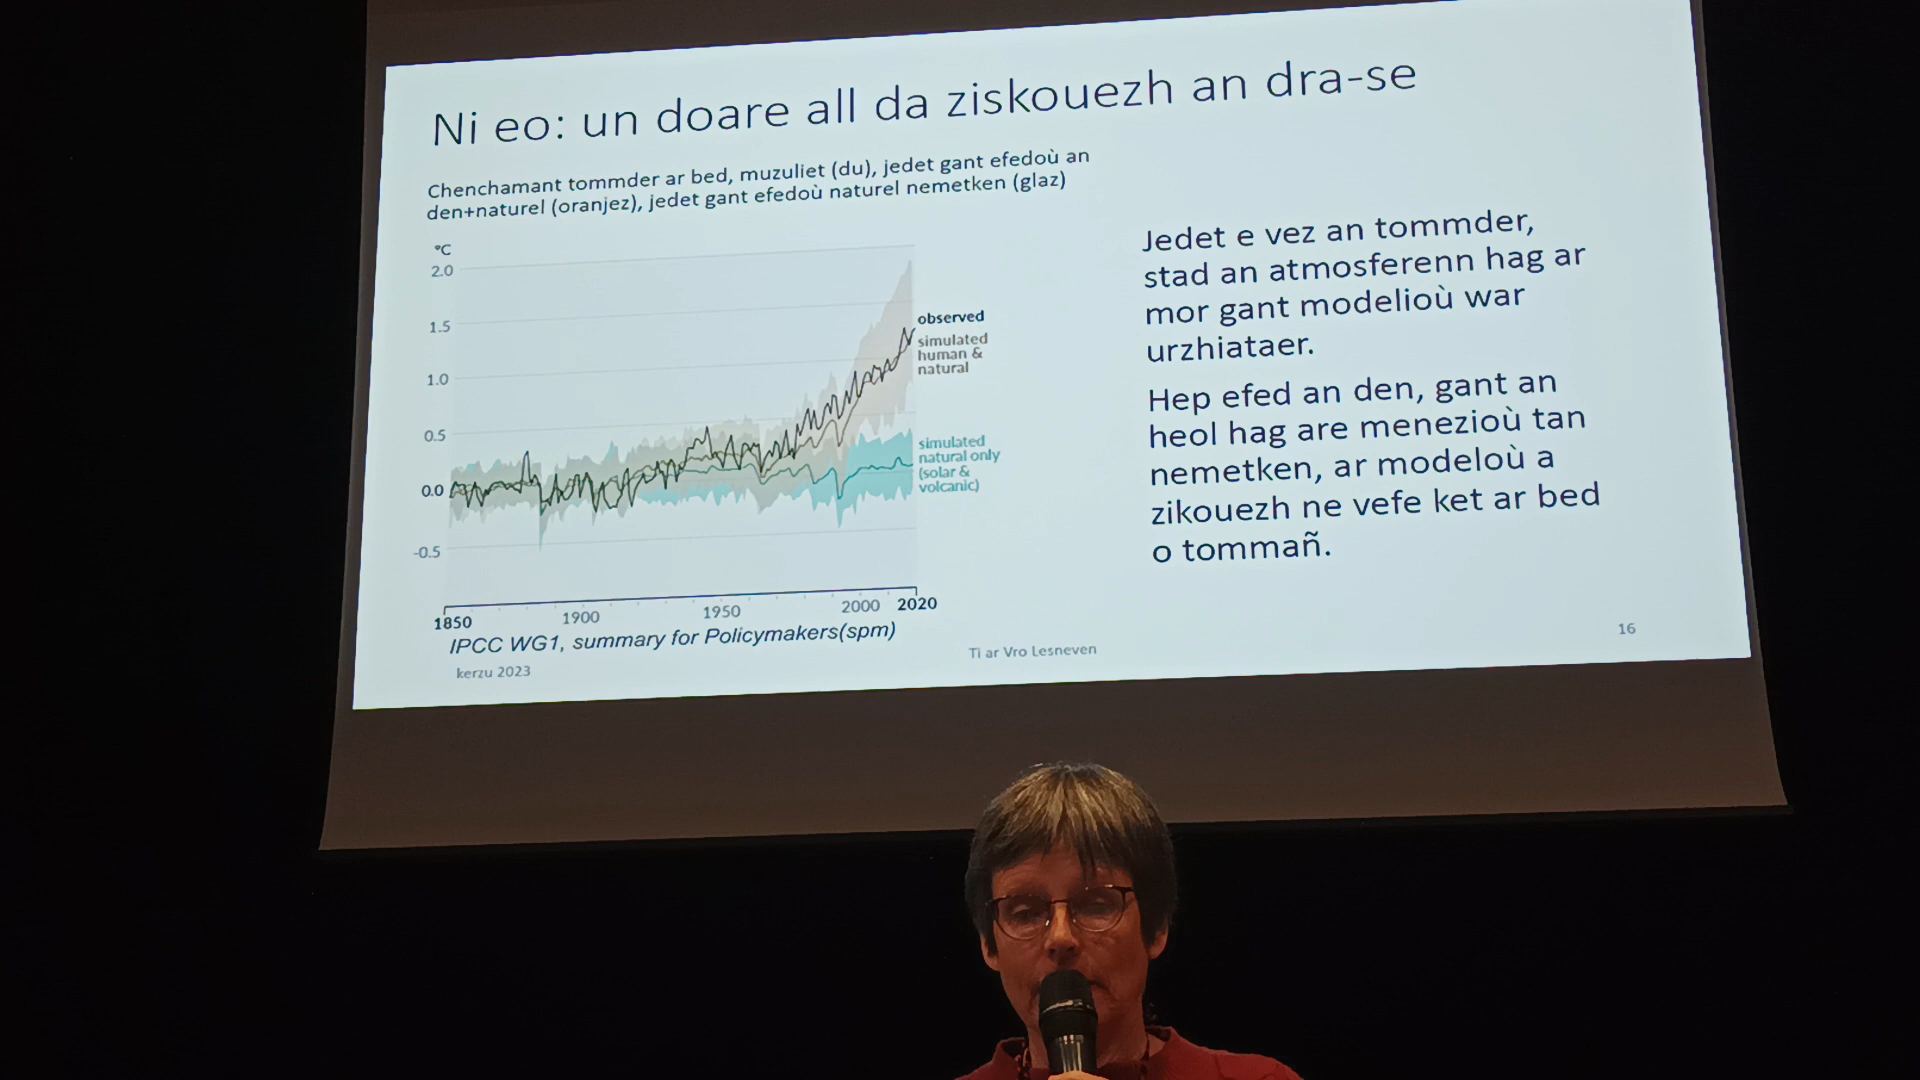 Ni eo: un doare all da ziskouezh an dra-se
Chenchamant tommder ar bed, muzuliet (du), jedet gant efedoù an
den+naturel (oranjez), jedet gant efedoù naturel nemetken (glaz)
°C
2.0
1.5
1.0
0.5
0.0
-0.5
observed
simulated
human &
natural
simulated
natural only
(solar &
volcanic)
1850
1900
1950
2000
2020
IPCC WG1, summary for Policymakers(spm)
Jedet e vez an tommder,
stad an atmosferenn hag ar
mor gant modelioù war
urzhiataer.
Hep efed an den, gant an
heol hag are menezioù tan
nemetken, ar modeloù a
zikouezh ne vefe ket ar bed
o tommañ.
kerzu 2023
Ti ar Vro Lesneven
16